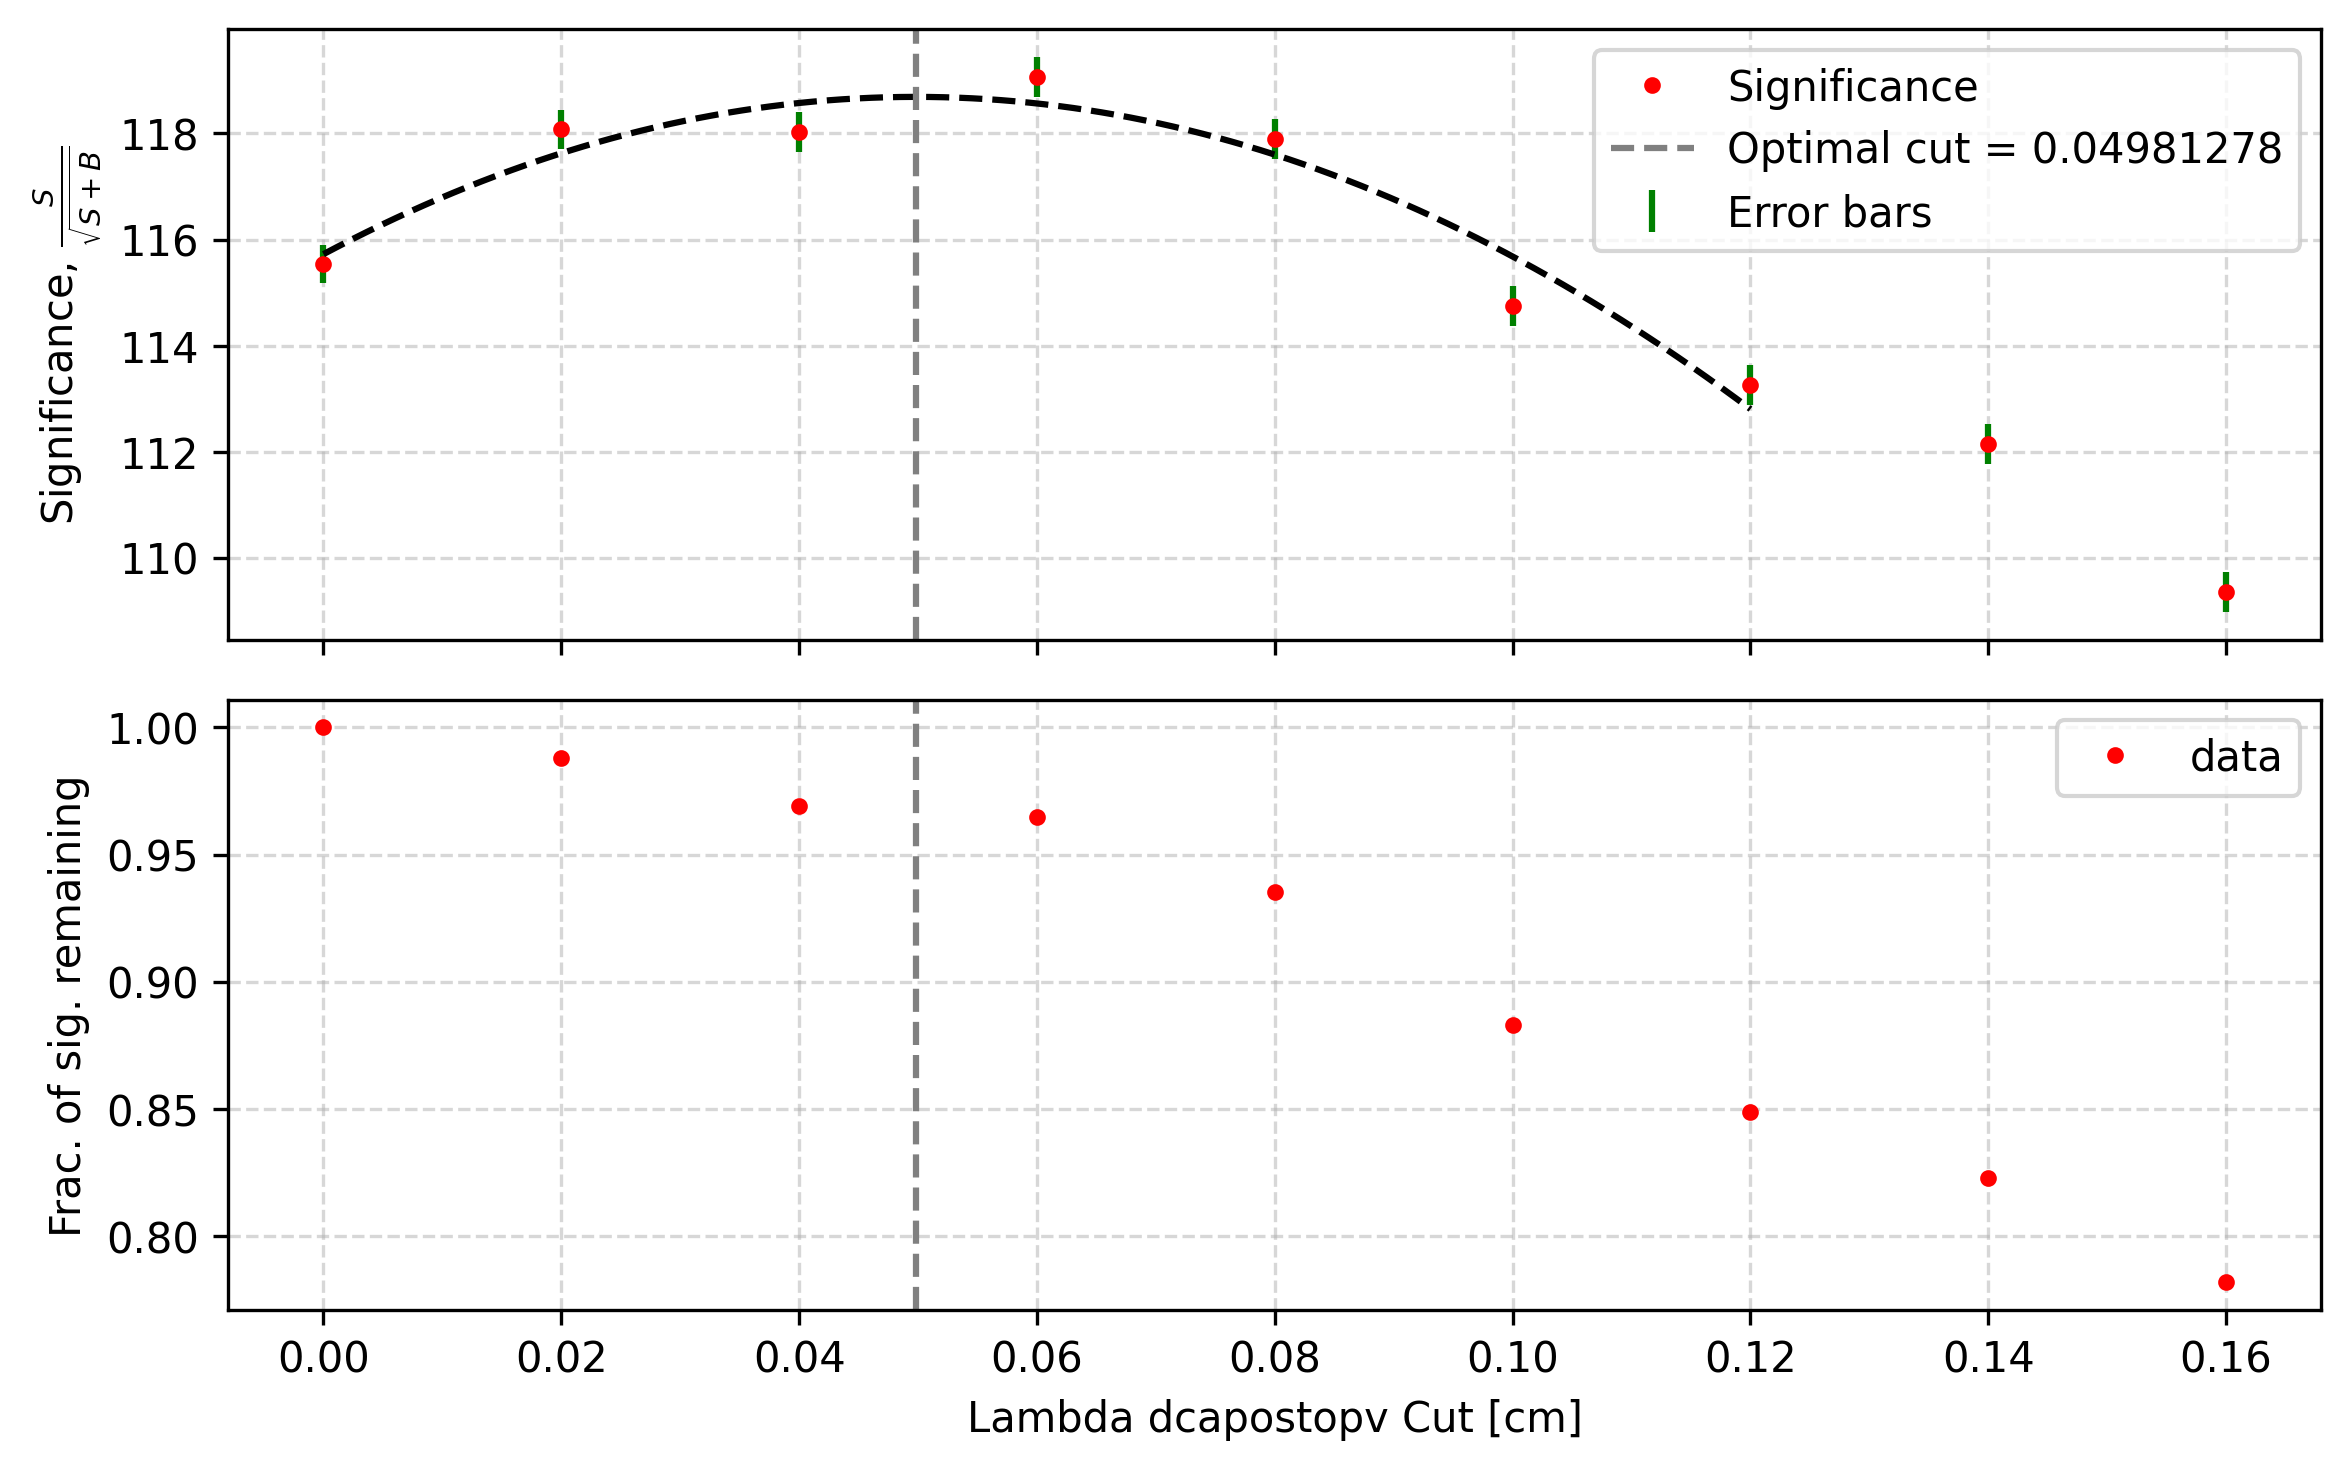 Significance, S / √S + B
118
116
114
112
110
Significance
Optimal cut = 0.04981278
Error bars
Frac. of sig. remaining
1.00
0.95
0.90
0.85
0.80
data
0.00 0.02 0.04 0.06 0.08 0.10 0.12 0.14 0.16
Lambda dcapostopv Cut [cm]